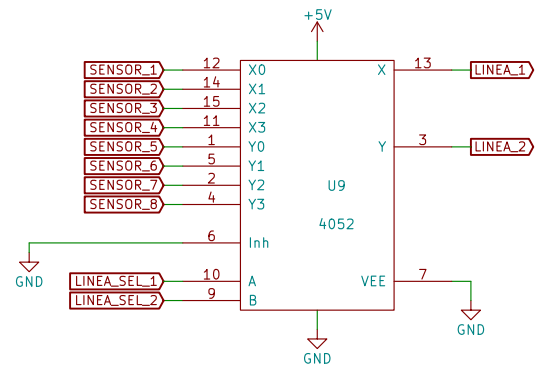 +5V
SENSOR_1 12 X0 X 13 LINEA_1
SENSOR_2 14 X1
SENSOR_3 15 X2
SENSOR_4 11 X3
SENSOR_5 1 Y0 Y 3 LINEA_2
SENSOR_6 5 Y1
SENSOR_7 2 Y2 U9
SENSOR_8 4 Y3
4052
6 Inh
GND
LINEA_SEL_1 10 A VEE 7
LINEA_SEL_2 9 B
GND
GND